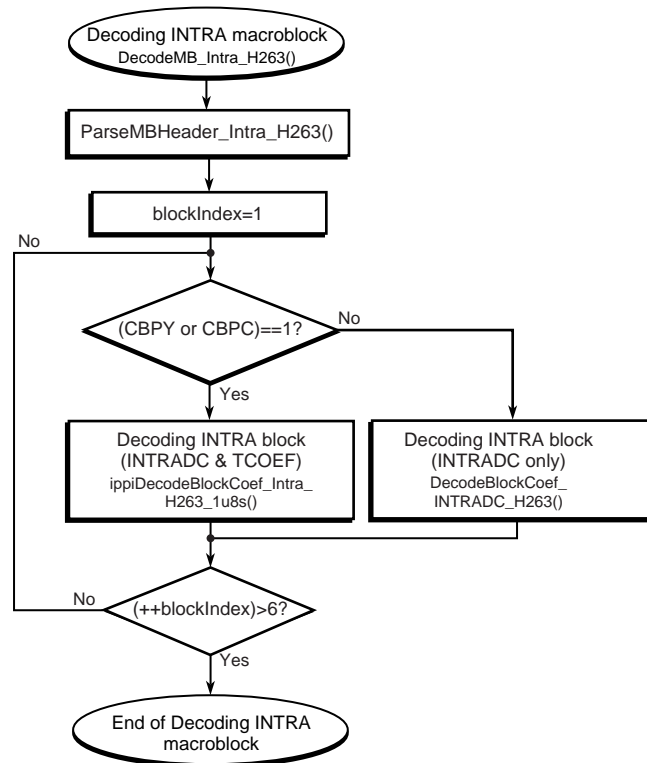 Decoding INTRA macroblock
DecodeMB_Intra_H263()
ParseMBHeader_Intra_H263()
blockIndex=1
No
(CBPY or CBPC)==1?
No
Yes
Decoding INTRA block
(INTRADC & TCOEF)
ippiDecodeBlockCoef_Intra_
H263_1u8s()
Decoding INTRA block
(INTRADC only)
DecodeBlockCoef_
INTRADC_H263()
No
(++blockIndex)>6?
Yes
End of Decoding INTRA
macroblock